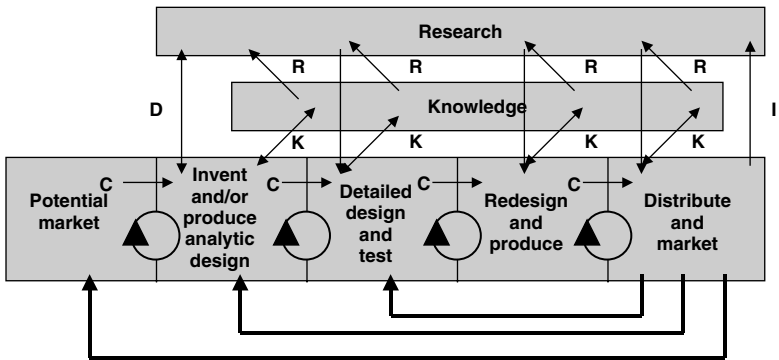 Research
R R R R
D Knowledge I
K K K K
C C C C
Potential
market
Invent
and/or
produce
analytic
design
Detailed
design
and
test
Redesign
and
produce
Distribute
and
market